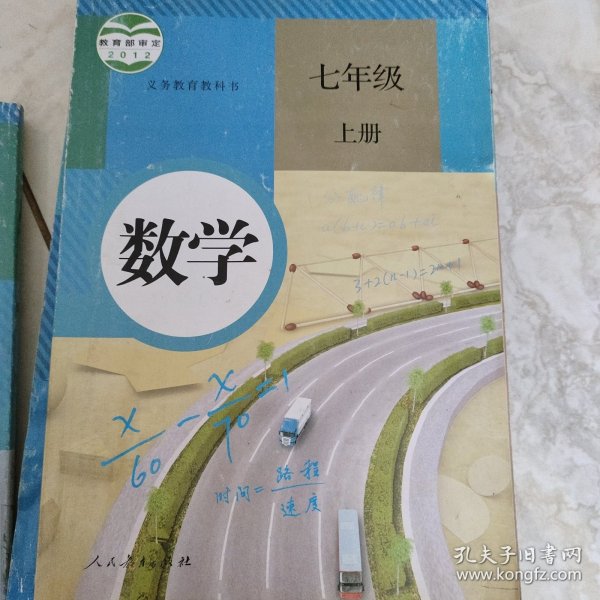 教育部审定
2012
义务教育教科书
七年级
上册
数学
分配律
a(b+c)=ab+ac
3+2(n-1)=2n+1
x/60 - x/70 = 1
时间=路程/速度
人民教育出版社
孔夫子旧书网
www.kongfz.com